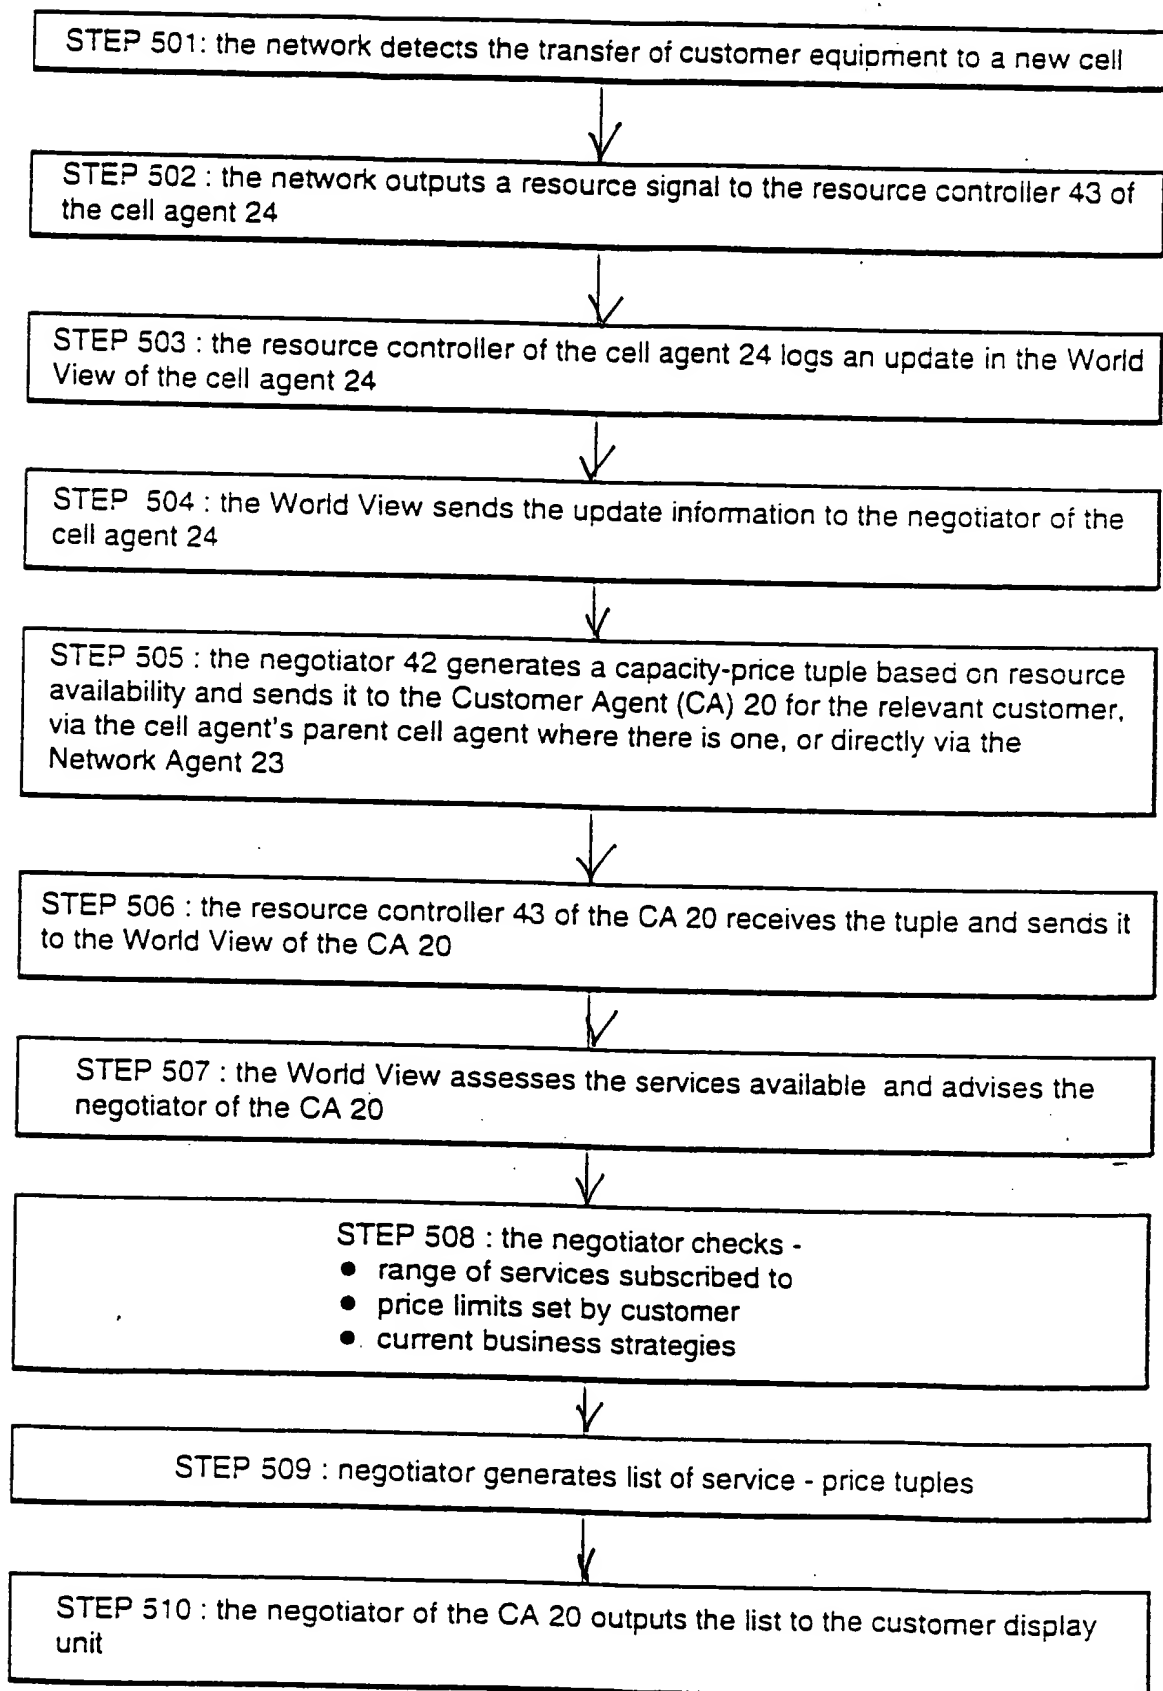 STEP 501: the network detects the transfer of customer equipment to a new cell
STEP 502 : the network outputs a resource signal to the resource controller 43 of
the cell agent 24
STEP 503 : the resource controller of the cell agent 24 logs an update in the World
View of the cell agent 24
STEP 504 : the World View sends the update information to the negotiator of the
cell agent 24
STEP 505 : the negotiator 42 generates a capacity-price tuple based on resource
availability and sends it to the Customer Agent (CA) 20 for the relevant customer,
via the cell agent's parent cell agent where there is one, or directly via the
Network Agent 23
STEP 506 : the resource controller 43 of the CA 20 receives the tuple and sends it
to the World View of the CA 20
STEP 507 : the World View assesses the services available and advises the
negotiator of the CA 20
STEP 508 : the negotiator checks -
• range of services subscribed to
• price limits set by customer
• current business strategies
STEP 509 : negotiator generates list of service - price tuples
STEP 510 : the negotiator of the CA 20 outputs the list to the customer display
unit